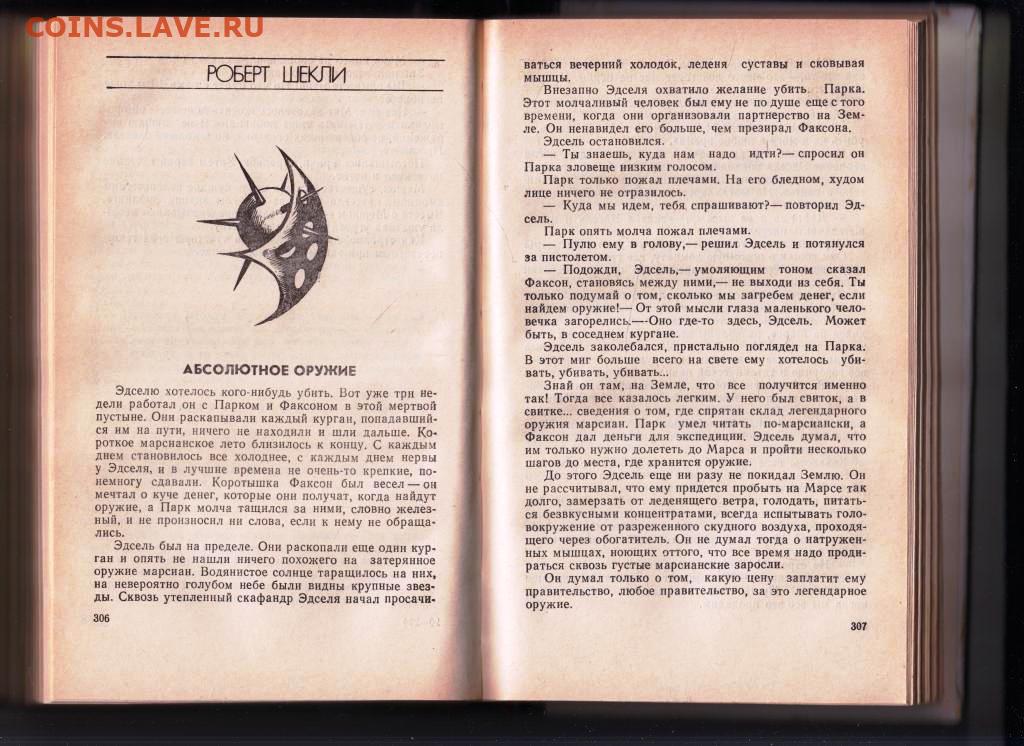 COINS.LAVE.RU
РОБЕРТ ШЕКЛИ
АБСОЛЮТНОЕ ОРУЖИЕ
Эделю хотелось кого-нибудь убить. Вот уже три не-
дели работал он с Парком и Факсоном в этой мертвой
пустыне. Они раскапывали каждый курган, попадавший-
ся им на пути, ничего не находили и шли дальше. Ко-
роткое марсианское лето близилось к концу. С каждым
днем становилось все холоднее, с каждым днем нервы
у Эдселя, и в лучшие времена не очень-то крепкие, по-
немногу сдавали. Коротышка Факсон был весел — он
мечтал о куче денег, которые они получат, когда найдут
оружие, а Парк молча тащился за ними, словно желез-
ный, и не произносил ни слова, если к нему не обраща-
лись.
Эдсель был на пределе. Они раскопали еще один кур-
ган и опять не нашли ничего похожего на затерянное
оружие марсиан. Водянистое солнце таращилось на них,
на невероятно голубом небе были видны крупные звез-
ды. Сквозь утепленный скафандр Эдселя начал просачи-
306
ваться вечерний холодок, леденя суставы и сковывая
мышцы.
Внезапно Эдселя охватило желание убить Парка.
Этот молчаливый человек был ему не по душе еще с того
времени, когда они организовали партнерство на Зем-
ле. Он ненавидел его больше, чем презирал Факсона.
Эдсель остановился.
— Ты знаешь, куда нам надо идти?— спросил он
Парка зловеще низким голосом.
Парк только пожал плечами. На его бледном, худом
лице ничего не отразилось.
— Куда мы идем, тебя спрашивают?— повторил Эд-
сель.
Парк опять молча пожал плечами.
— Пулю ему в голову,— решил Эдсель и потянулся
за пистолетом.
— Подожди, Эдсель,— умоляющим тоном сказал
Факсон, становясь между ними,— не выходи из себя. Ты
только подумай о том, сколько мы загребем денег, если
найдем оружие!— От этой мысли глаза маленького чело-
вечка загорелись.— Оно где-то здесь, Эдсель. Может
быть, в соседнем кургане.
Эдсель заколебался, пристально поглядел на Парка.
В этот миг больше всего на свете ему хотелось уби-
вать, убивать, убивать...
Знай он там, на Земле, что все получится именно
так! Тогда все казалось легким. У него был свиток, а в
свитке... сведения о том, где спрятан склад легендарного
оружия марсиан. Парк умел читать по-марсиански, а
Факсон дал деньги для экспедиции. Эдсель думал, что
им только нужно долететь до Марса и пройти несколько
шагов до места, где хранится оружие.
До этого Эдсель еще ни разу не покидал Землю. Он
не рассчитывал, что ему придется пробыть на Марсе так
долго, замерзать от леденящего ветра, голодать, питать-
ся безвкусными концентратами, всегда испытывать голо-
вокружение от разреженного скудного воздуха, проходя-
щего через обогатитель. Он не думал тогда о натружен-
ных мышцах, ноющих оттого, что все время надо проди-
раться сквозь густые марсианские заросли.
Он думал только о том, какую цену заплатит ему
правительство, любое правительство, за это легендарное
оружие.
307